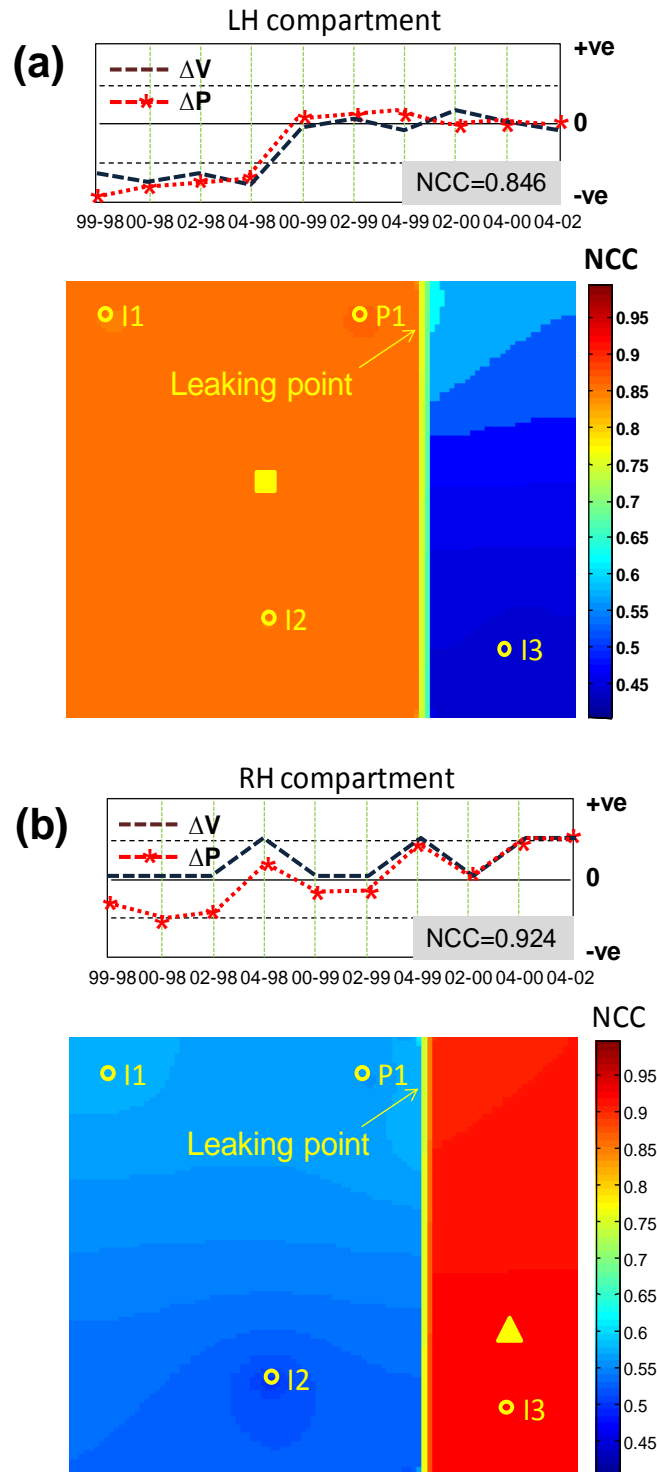 LH compartment
(a)
+ve
ΔV
ΔP
0
NCC=0.846
-ve
99-98 00-98 02-98 04-98 00-99 02-99 04-99 02-00 04-00 04-02
NCC
I1
P1
Leaking point
I2
I3
0.95
0.9
0.85
0.8
0.75
0.7
0.65
0.6
0.55
0.5
0.45
RH compartment
(b)
+ve
ΔV
ΔP
0
NCC=0.924
-ve
99-98 00-98 02-98 04-98 00-99 02-99 04-99 02-00 04-00 04-02
NCC
I1
P1
Leaking point
I2
I3
0.95
0.9
0.85
0.8
0.75
0.7
0.65
0.6
0.55
0.5
0.45